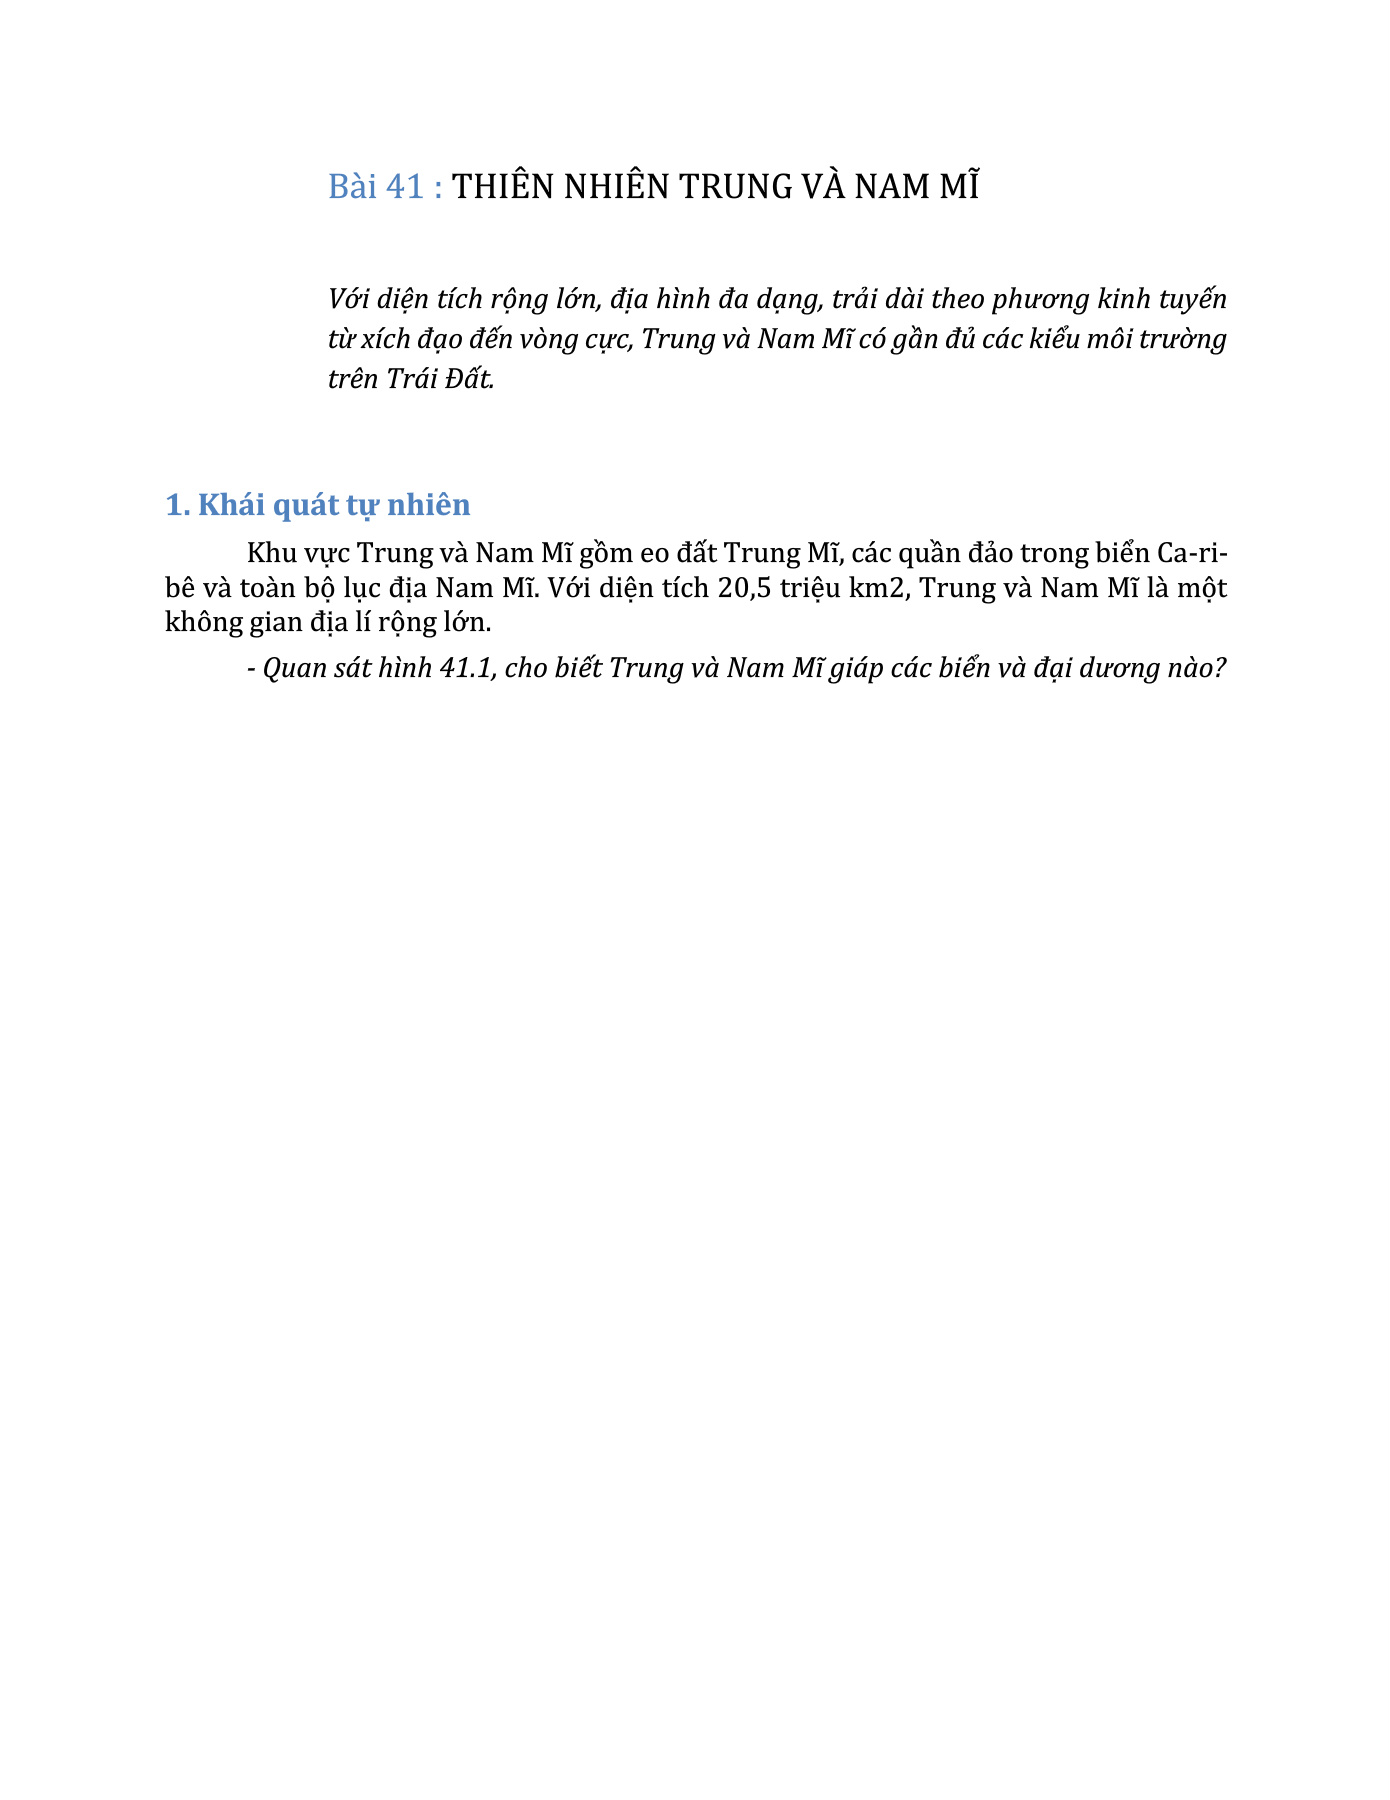 Bài 41 : THIÊN NHIÊN TRUNG VÀ NAM MĨ
Với diện tích rộng lớn, địa hình đa dạng, trải dài theo phương kinh tuyến
từ xích đạo đến vòng cực, Trung và Nam Mĩ có gần đủ các kiểu môi trường
trên Trái Đất.
1. Khái quát tự nhiên
Khu vực Trung và Nam Mĩ gồm eo đất Trung Mĩ, các quần đảo trong biển Ca-ri-
bê và toàn bộ lục địa Nam Mĩ. Với diện tích 20,5 triệu km2, Trung và Nam Mĩ là một
không gian địa lí rộng lớn.
- Quan sát hình 41.1, cho biết Trung và Nam Mĩ giáp các biển và đại dương nào?